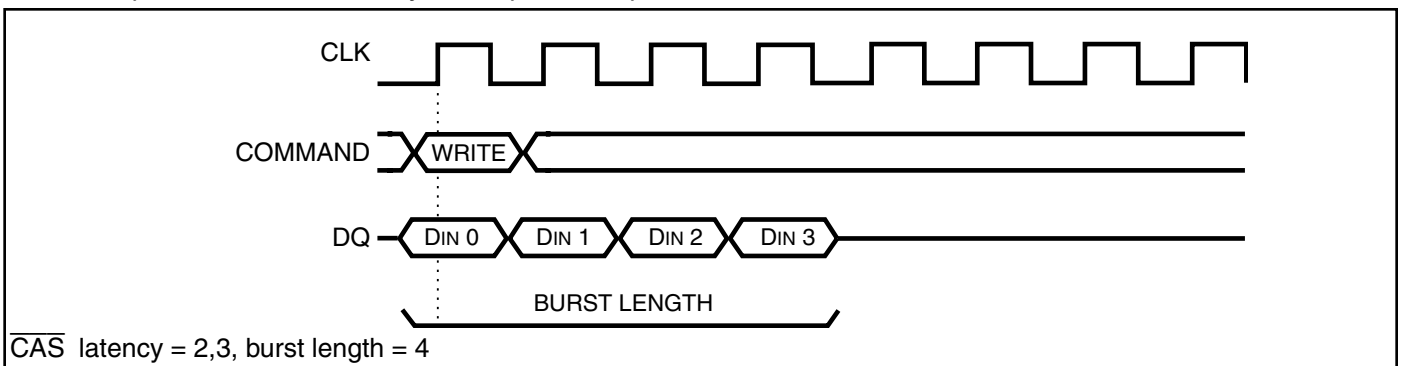 CLK
COMMAND WRITE
DQ DIN 0 DIN 1 DIN 2 DIN 3
BURST LENGTH
CAS latency = 2,3, burst length = 4